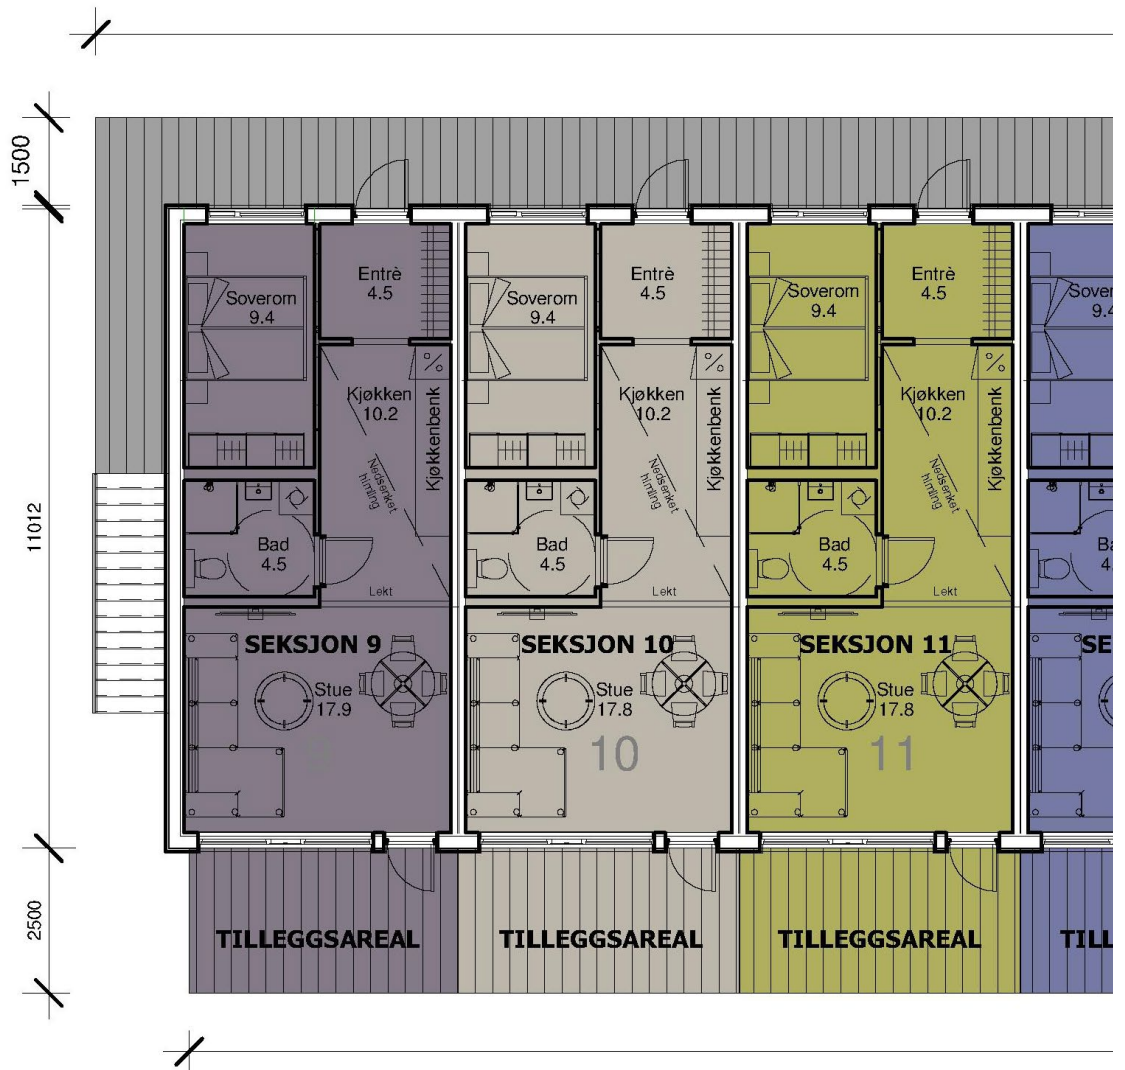 1500
11012
2500
Entrè
4.5
Soverom
9.4
Kjøkken
10.2
Kjøkkenbenk
Nedsenket
himling
Bad
4.5
Lekt
SEKSJON 9
Stue
17.9
9
TILLEGGSAREAL
Entrè
4.5
Soverom
9.4
Kjøkken
10.2
Kjøkkenbenk
Nedsenket
himling
Bad
4.5
Lekt
SEKSJON 10
Stue
17.8
10
TILLEGGSAREAL
Entrè
4.5
Soverom
9.4
Kjøkken
10.2
Kjøkkenbenk
Nedsenket
himling
Bad
4.5
Lekt
SEKSJON 11
Stue
17.8
11
TILLEGGSAREAL